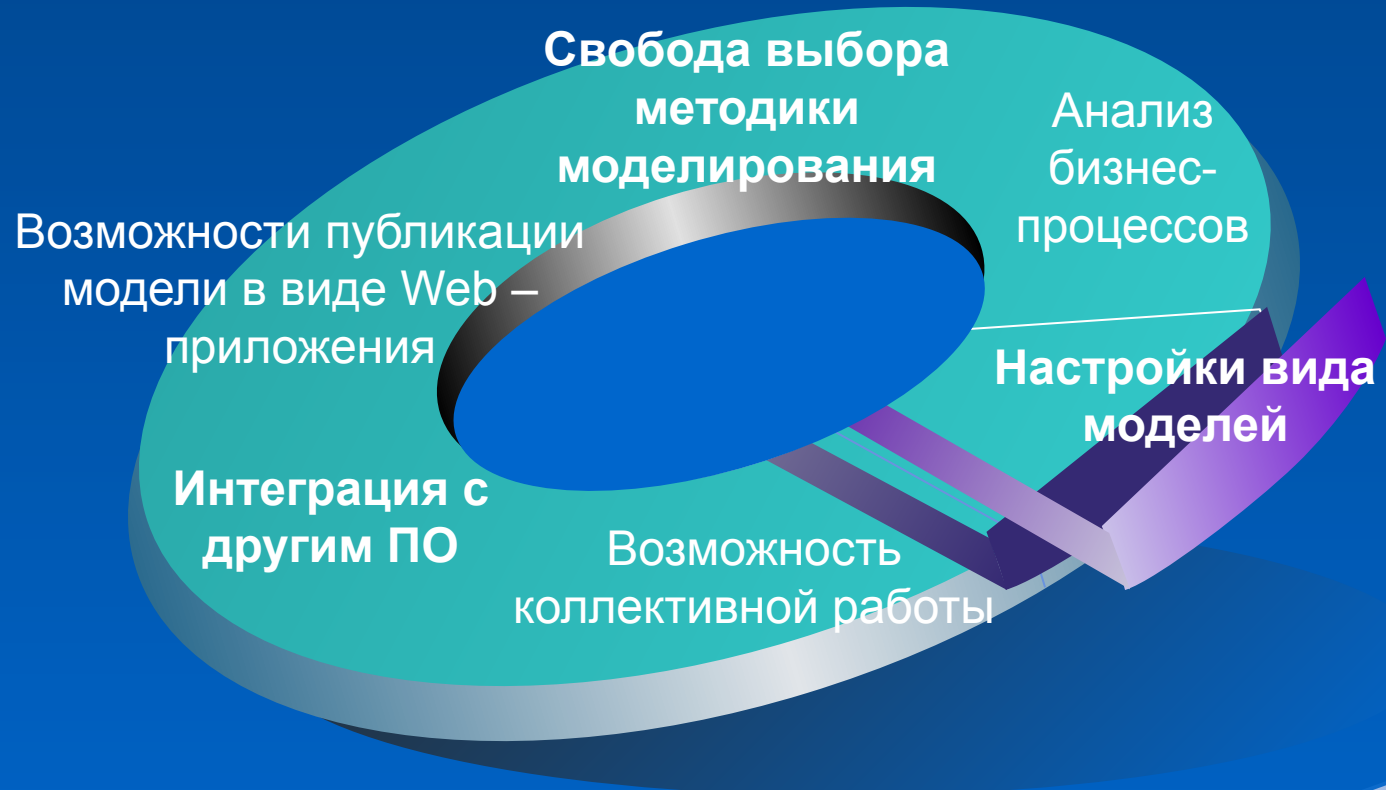 Свобода выбора
методики
моделирования
Анализ
бизнес-
процессов
Возможности публикации
модели в виде Web –
приложения
Настройки вида
моделей
Интеграция с
другим ПО
Возможность
коллективной работы